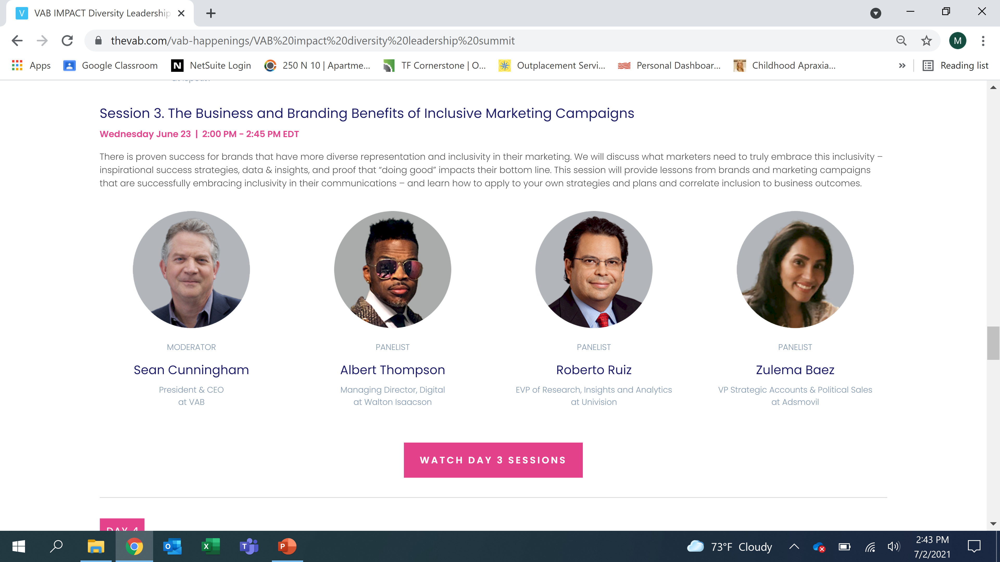 V VAB IMPACT Diversity Leadership
thevab.com/vab-happenings/VAB%20impact%20diversity%20leadership%20summit
M
Apps Google Classroom N NetSuite Login 250 N 10 | Apartme... TF Cornerstone | O... Outplacement Servi... Personal Dashboar... Childhood Apraxia... » Reading list
Session 3. The Business and Branding Benefits of Inclusive Marketing Campaigns
Wednesday June 23 | 2:00 PM - 2:45 PM EDT
There is proven success for brands that have more diverse representation and inclusivity in their marketing. We will discuss what marketers need to truly embrace this inclusivity –
inspirational success strategies, data & insights, and proof that “doing good” impacts their bottom line. This session will provide lessons from brands and marketing campaigns
that are successfully embracing inclusivity in their communications – and learn how to apply to your own strategies and plans and correlate inclusion to business outcomes.
MODERATOR
Sean Cunningham
President & CEO
at VAB
PANELIST
Albert Thompson
Managing Director, Digital
at Walton Isaacson
PANELIST
Roberto Ruiz
EVP of Research, Insights and Analytics
at Univision
PANELIST
Zulema Baez
VP Strategic Accounts & Political Sales
at Adsmovil
WATCH DAY 3 SESSIONS
DAY 4
O X T P 73°F Cloudy 2:43 PM
7/2/2021